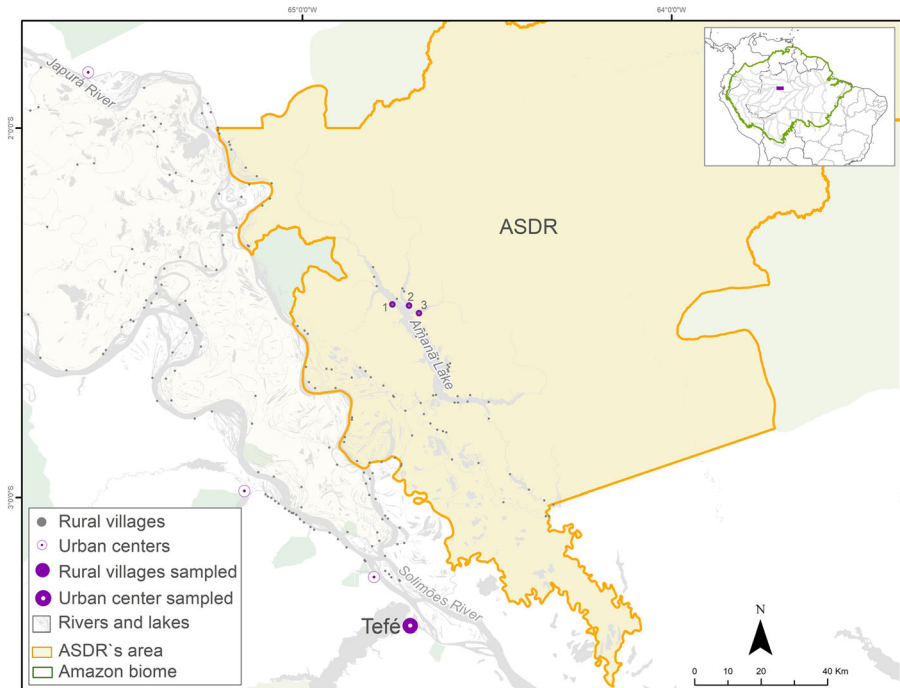 65°0'0"W
64°0'0"W
Japurá River
2°0'0"S
ASDR
1
2
3
Amanã Lake
3°0'0"S
Rural villages
Urban centers
Rural villages sampled
Urban center sampled
Rivers and lakes
ASDR`s area
Amazon biome
Solimões River
Tefé
N
0 10 20 40 Km